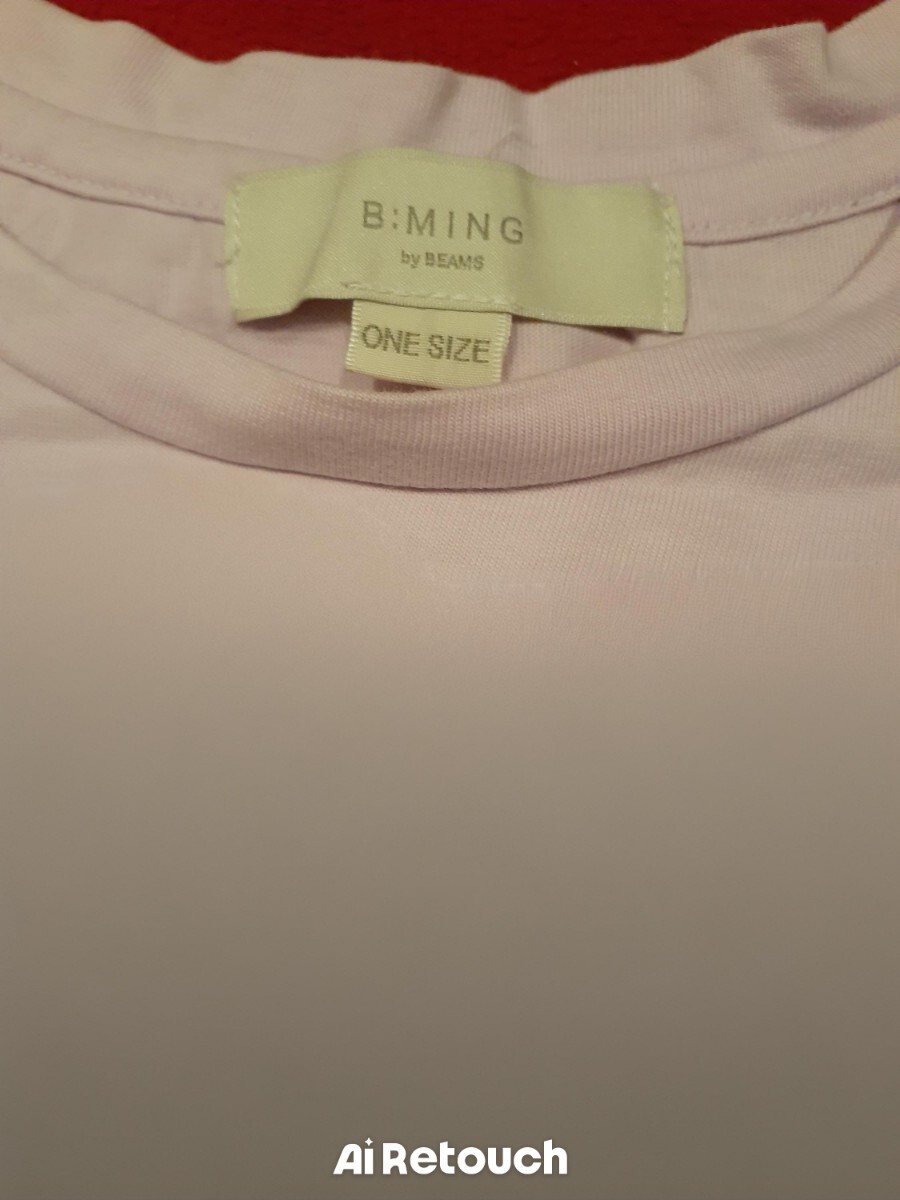 B:MING
by BEAMS
ONE SIZE
Ai Retouch